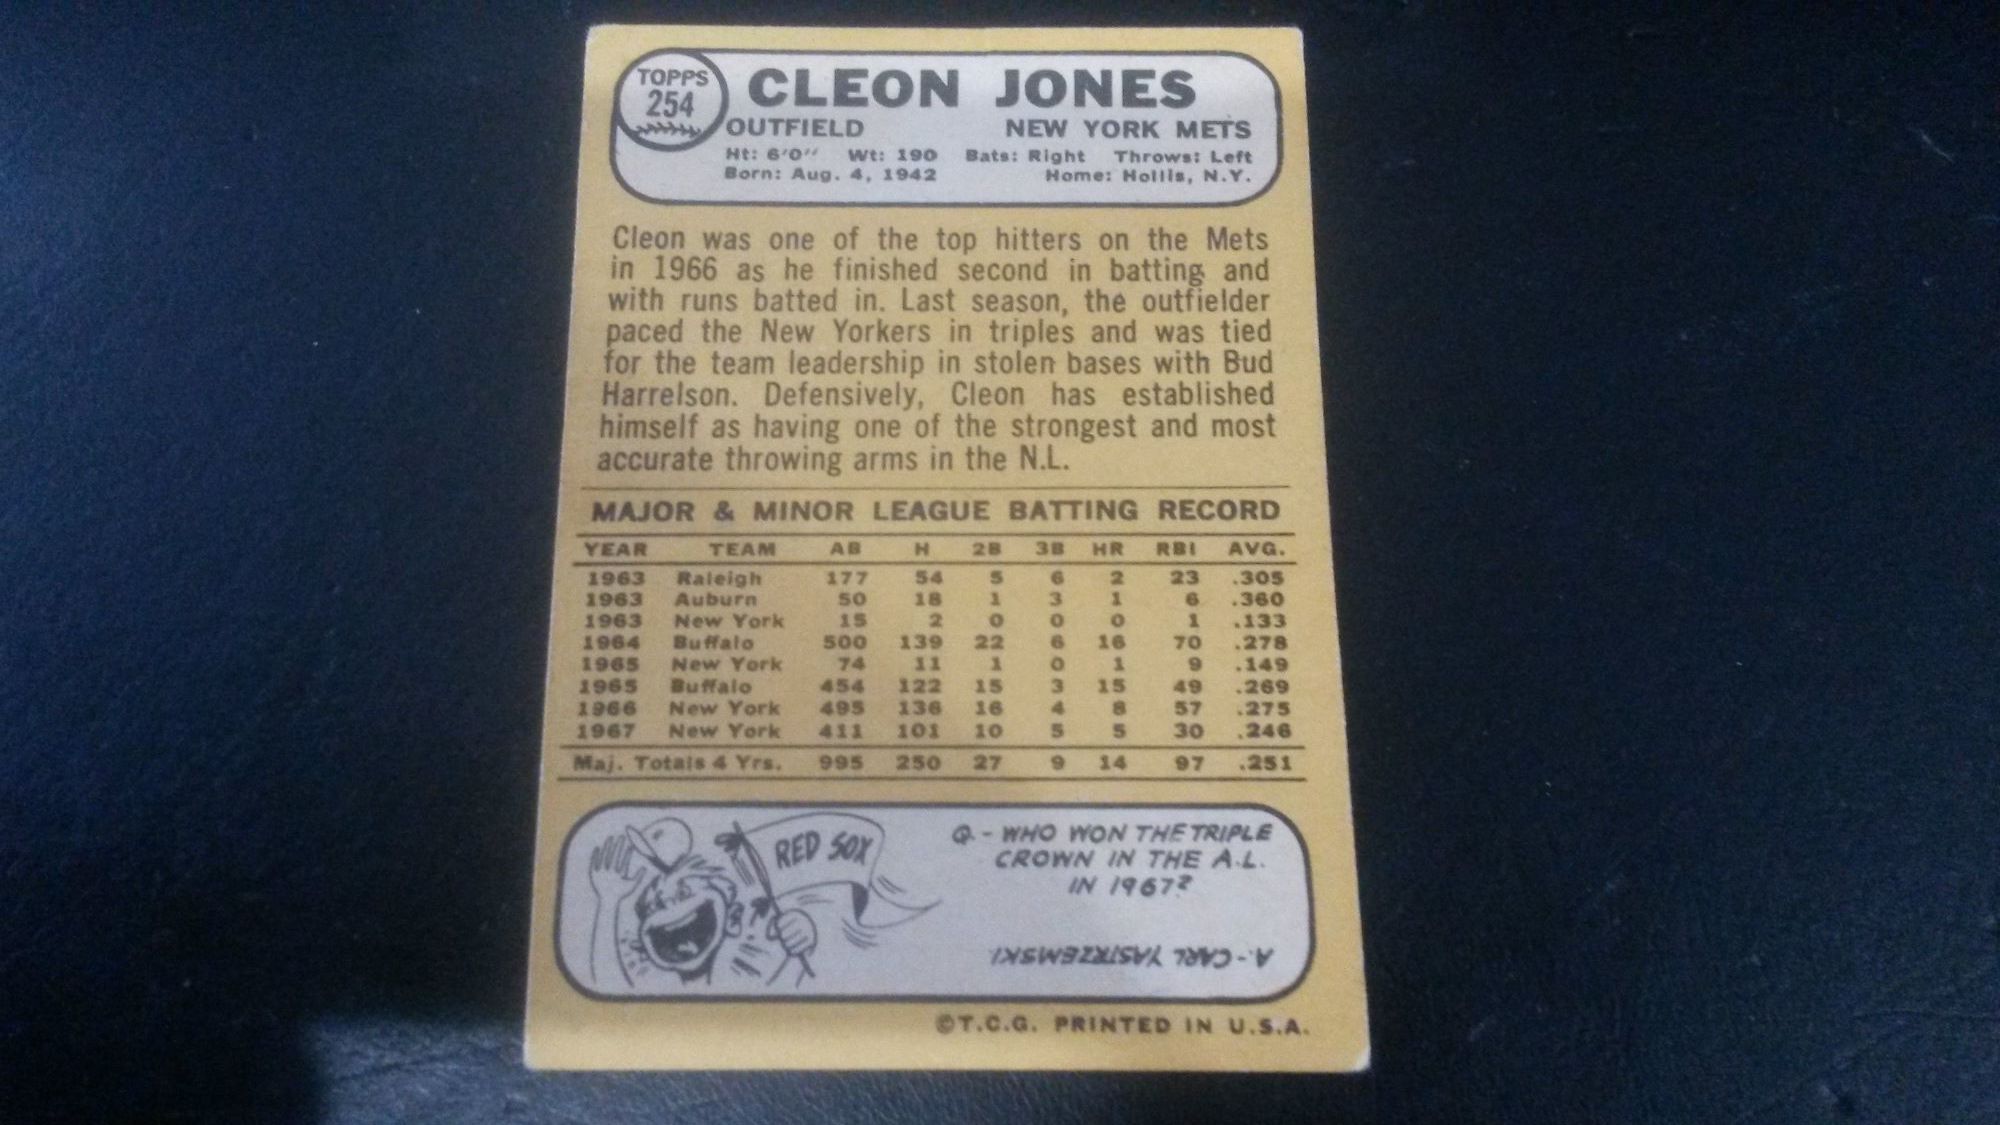 TOPPS
254
CLEON JONES
OUTFIELD NEW YORK METS
Ht: 6'0" Wt: 190 Bats: Right Throws: Left
Born: Aug. 4, 1942 Home: Hollis, N.Y.
Cleon was one of the top hitters on the Mets
in 1966 as he finished second in batting and
with runs batted in. Last season, the outfielder
paced the New Yorkers in triples and was tied
for the team leadership in stolen bases with Bud
Harrelson. Defensively, Cleon has established
himself as having one of the strongest and most
accurate throwing arms in the N.L.
MAJOR & MINOR LEAGUE BATTING RECORD
YEAR TEAM AB H 2B 3B HR RBI AVG.
1963 Raleigh 177 54 5 6 2 23 .305
1963 Auburn 50 18 1 3 1 6 .360
1963 New York 15 2 0 0 0 1 .133
1964 Buffalo 500 139 22 6 16 70 .278
1965 New York 74 11 1 0 1 9 .149
1965 Buffalo 454 122 15 3 15 49 .269
1966 New York 495 136 16 4 8 57 .275
1967 New York 411 101 10 5 5 30 .246
Maj. Totals 4 Yrs. 995 250 27 9 14 97 .251
RED SOX
Q. - WHO WON THE TRIPLE
CROWN IN THE A.L.
IN 1967?
A - CARL YASTRZEMSKI
©T.C.G. PRINTED IN U.S.A.